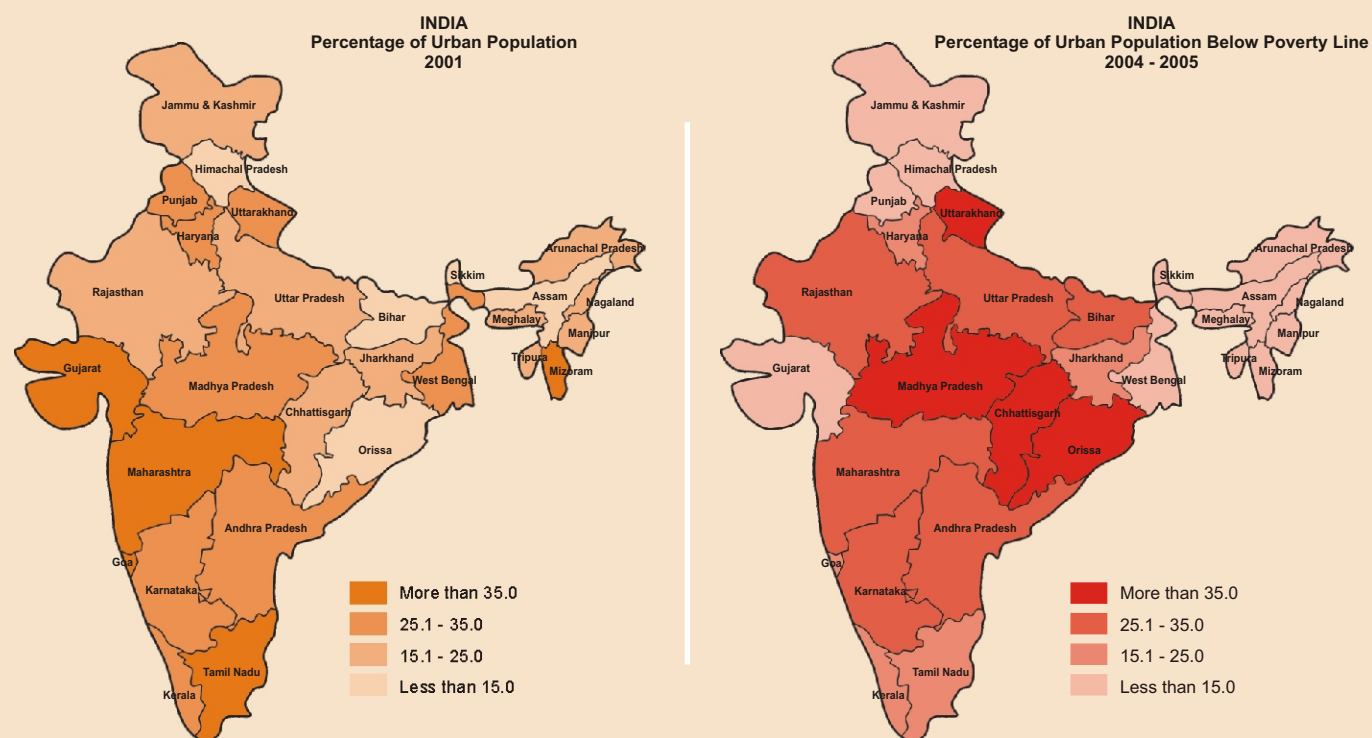 INDIA
Percentage of Urban Population
2001
Jammu & Kashmir
Himachal Pradesh
Punjab
Uttarakhand
Haryana
Arunachal Pradesh
Sikkim
Rajasthan
Uttar Pradesh
Assam
Nagaland
Bihar
Meghalay
Manipur
Jharkhand
Tripura
Gujarat
Mizoram
West Bengal
Madhya Pradesh
Chhattisgarh
Orissa
Maharashtra
Andhra Pradesh
Goa
Karnataka
Tamil Nadu
Kerala
More than 35.0
25.1 - 35.0
15.1 - 25.0
Less than 15.0
INDIA
Percentage of Urban Population Below Poverty Line
2004 - 2005
Jammu & Kashmir
Himachal Pradesh
Punjab
Uttarakhand
Haryana
Arunachal Pradesh
Sikkim
Rajasthan
Uttar Pradesh
Assam
Nagaland
Bihar
Meghalay
Manipur
Jharkhand
Tripura
Gujarat
Mizoram
West Bengal
Madhya Pradesh
Chhattisgarh
Orissa
Maharashtra
Andhra Pradesh
Goa
Karnataka
Tamil Nadu
Kerala
More than 35.0
25.1 - 35.0
15.1 - 25.0
Less than 15.0